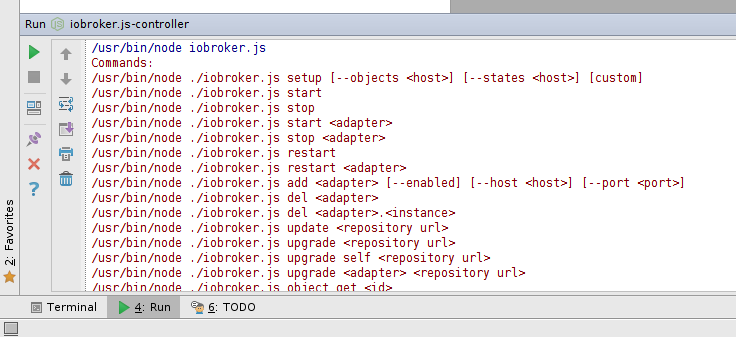 Run iobroker.js-controller
/usr/bin/node iobroker.js
Commands:
/usr/bin/node ./iobroker.js setup [--objects <host>] [--states <host>] [custom]
/usr/bin/node ./iobroker.js start
/usr/bin/node ./iobroker.js stop
/usr/bin/node ./iobroker.js start <adapter>
/usr/bin/node ./iobroker.js stop <adapter>
/usr/bin/node ./iobroker.js restart
/usr/bin/node ./iobroker.js restart <adapter>
/usr/bin/node ./iobroker.js add <adapter> [--enabled] [--host <host>] [--port <port>]
/usr/bin/node ./iobroker.js del <adapter>
/usr/bin/node ./iobroker.js del <adapter>.<instance>
/usr/bin/node ./iobroker.js update <repository url>
/usr/bin/node ./iobroker.js upgrade <repository url>
/usr/bin/node ./iobroker.js upgrade self <repository url>
/usr/bin/node ./iobroker.js upgrade <adapter> <repository url>
/usr/bin/node ./iobroker.js object get <id>
2: Favorites
Terminal 4: Run 6: TODO